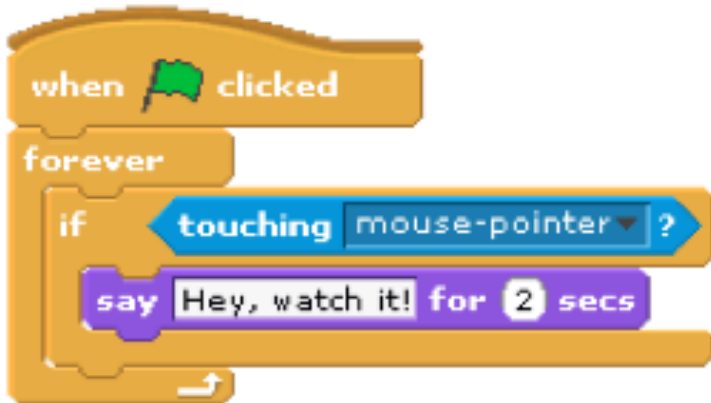 when clicked
forever
if touching mouse-pointer ?
say Hey, watch it! for 2 secs